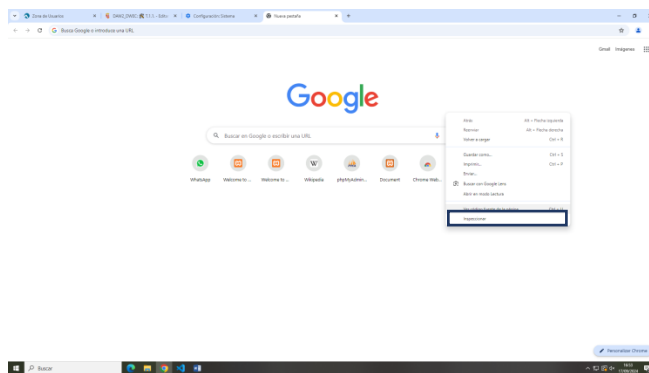 Zona de Usuarios
Configuración: Sistema
Nueva pestaña
Busca Google o introduce una URL
Gmail Imágenes
Google
Buscar en Google o escribir una URL
WhatsApp Welcome to ... Welcome to ... Wikipedia phpMyAdmin... Document Chrome Web...
Atrás Alt + Flecha izquierda
Reenviar Alt + Flecha derecha
Volver a cargar Ctrl + R
Guardar como... Ctrl + S
Imprimir... Ctrl + P
Enviar...
Buscar con Google Lens
Abrir en modo Lectura
Ctrl + U
Inspeccionar
Personalizar Chrome
Buscar